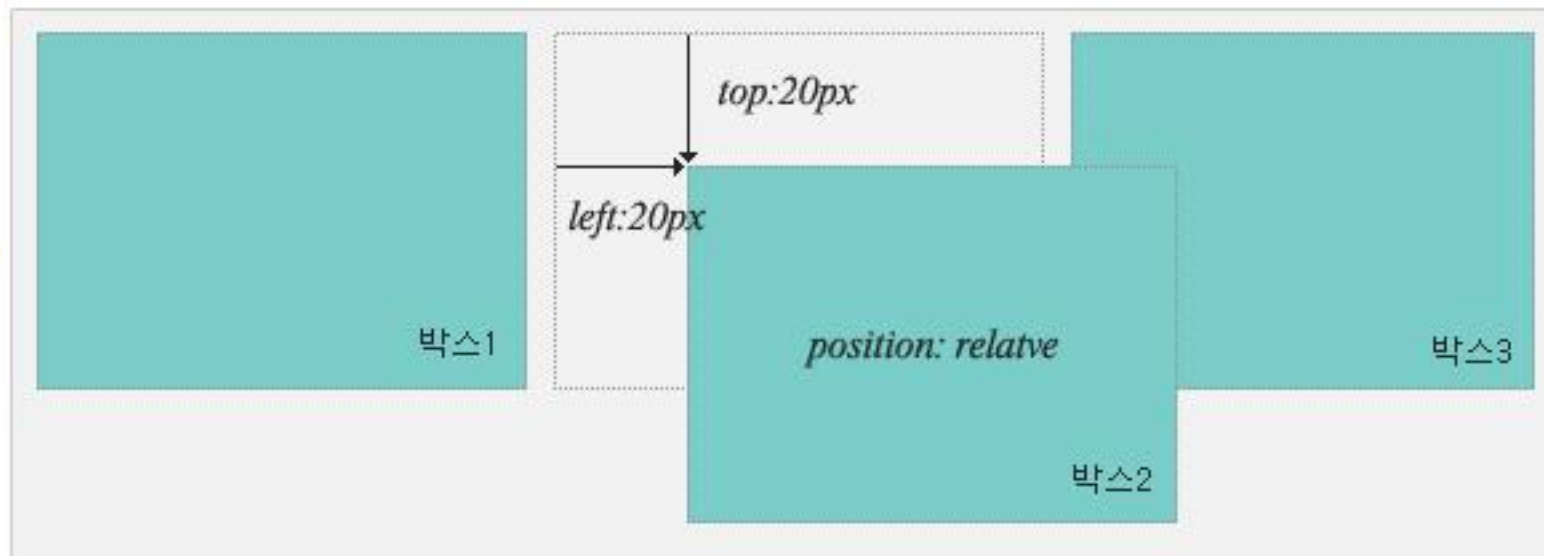 top:20px
left:20px
박스1
position: relatve
박스3
박스2